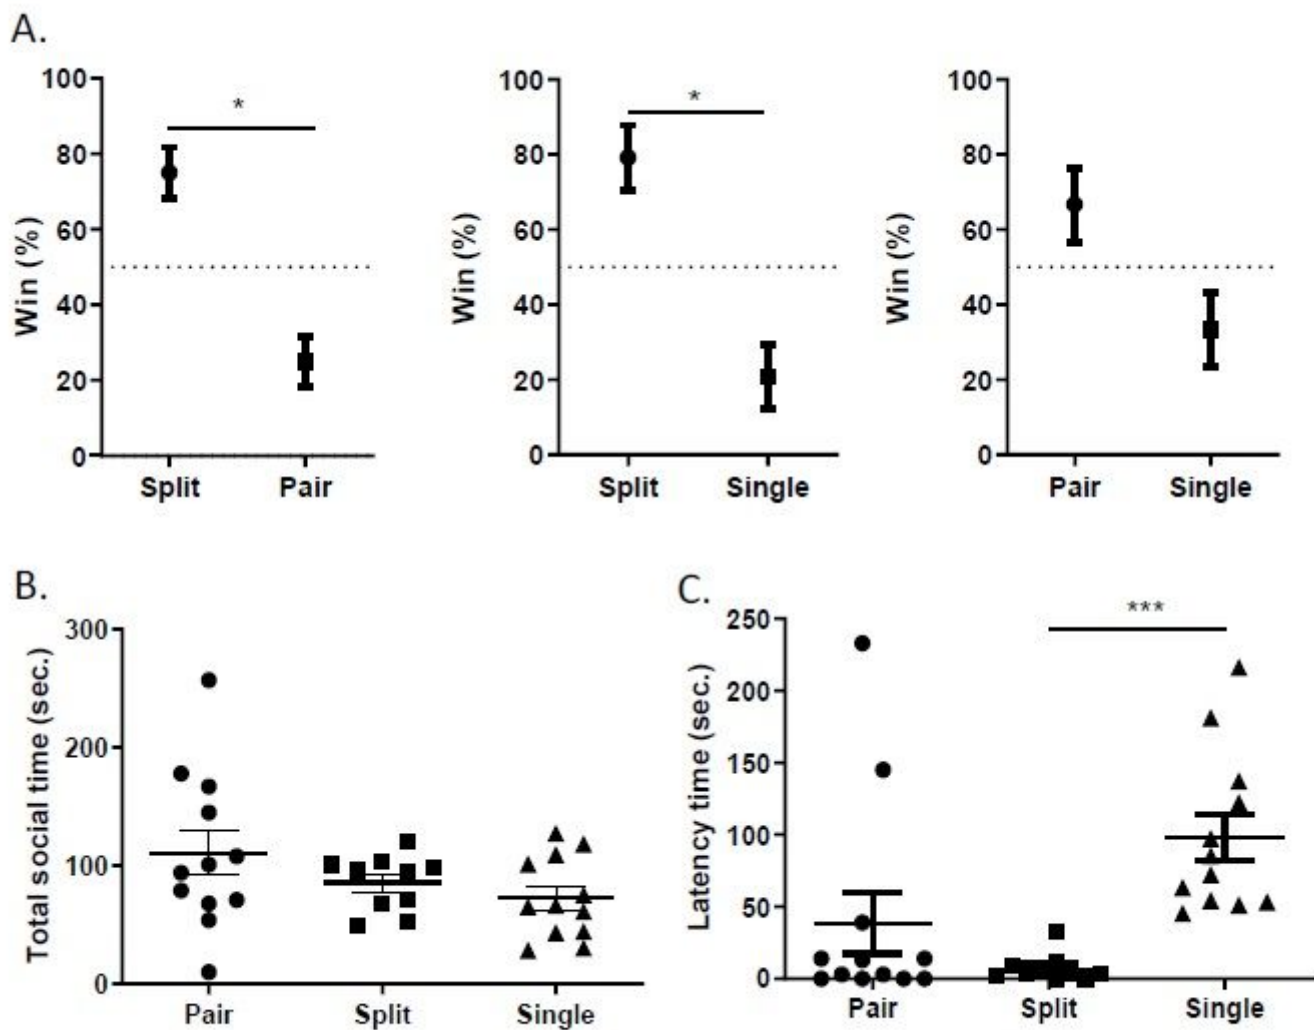 A.
Win (%)
100
80
60
40
20
0
*
Split Pair
Win (%)
100
80
60
40
20
0
*
Split Single
Win (%)
100
80
60
40
20
0
Pair Single
B.
Total social time (sec.)
300
200
100
0
Pair Split Single
C.
Latency time (sec.)
250
200
150
100
50
0
***
Pair Split Single